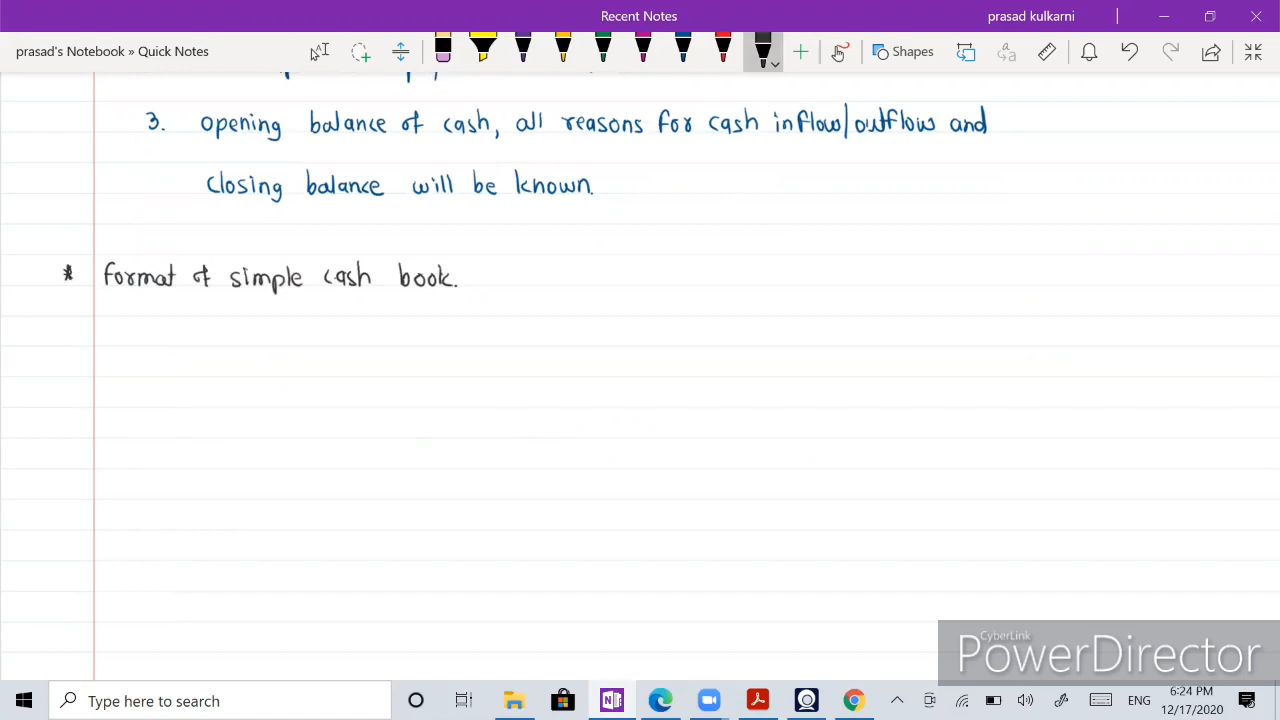 Recent Notes
prasad kulkarni
prasad's Notebook » Quick Notes
Shapes
3. opening balance of cash, all reasons for cash inflow/outflow and
closing balance will be known.
* format of simple cash book.
CyberLink
PowerDirector
Type here to search
ENG
6:24 PM
12/17/2020